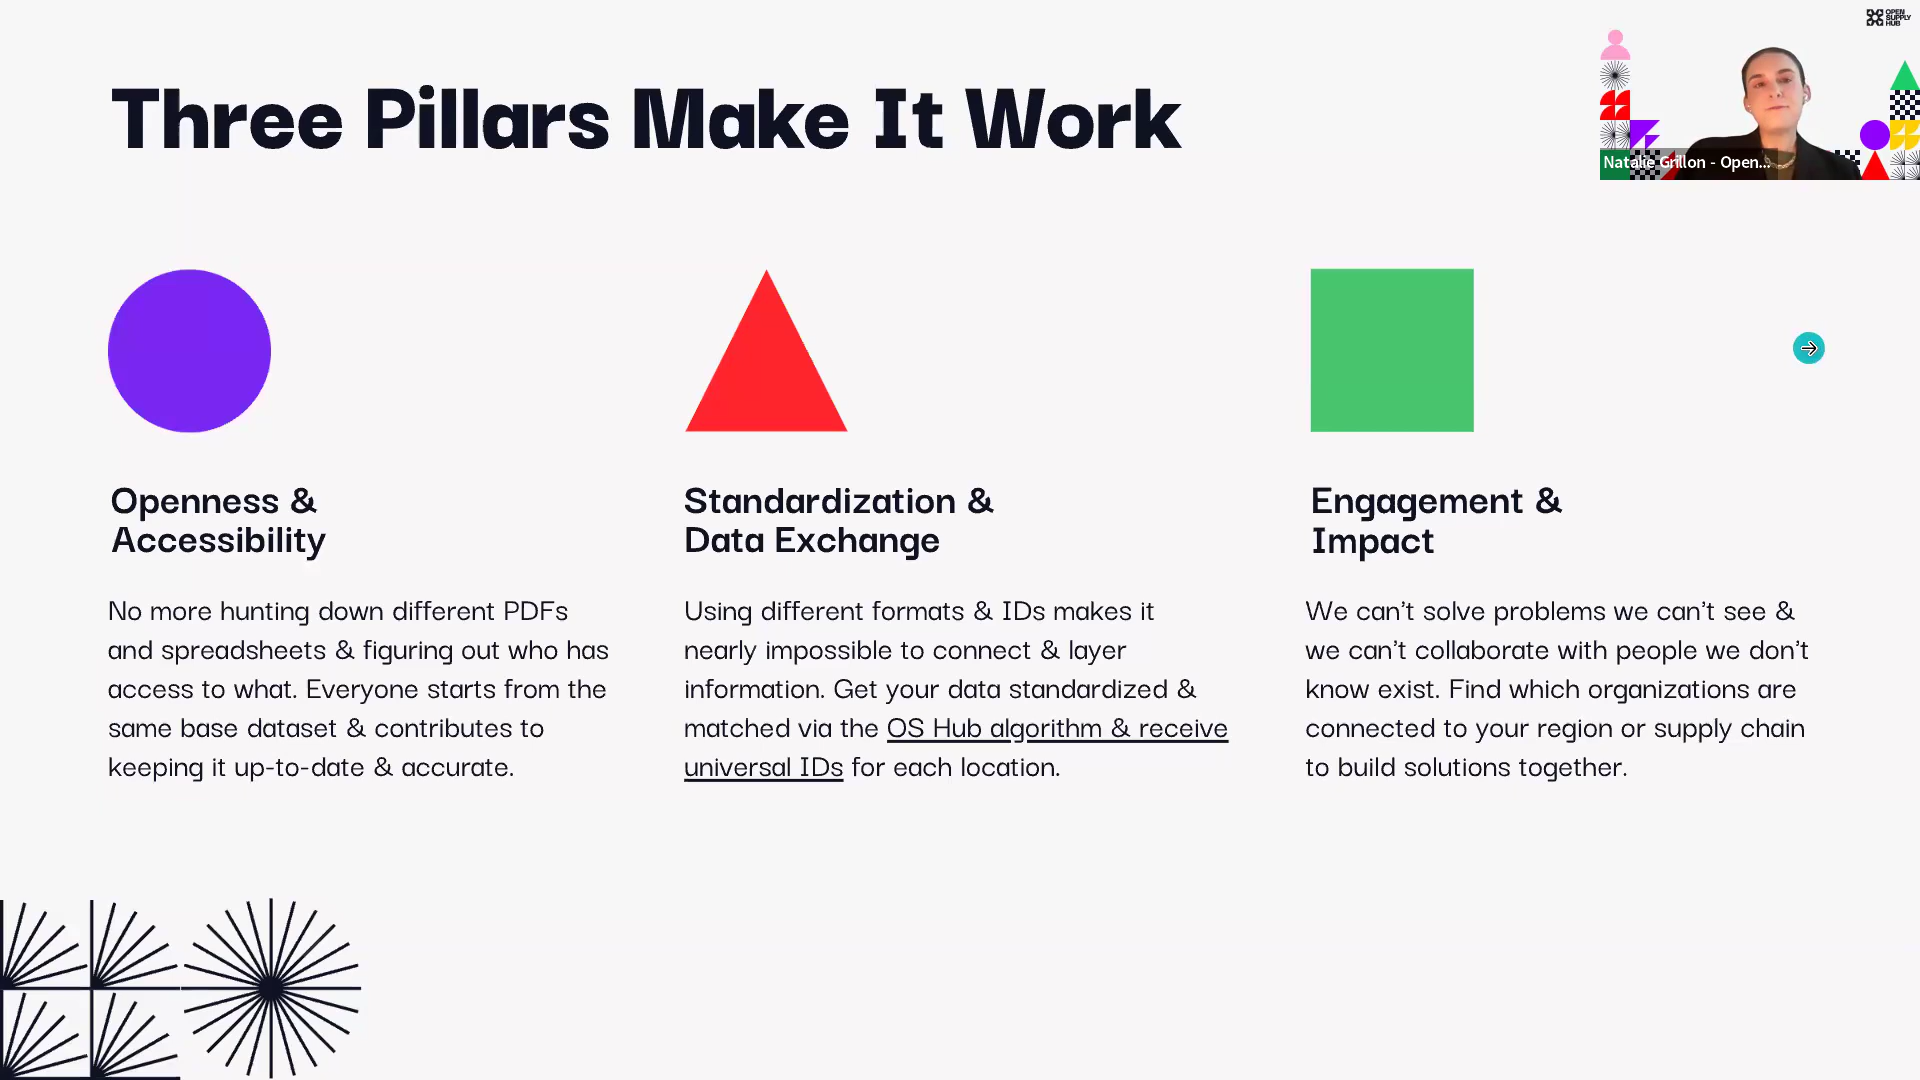 OPEN
SUPPLY
HUB
Three Pillars Make It Work
Natalie Grillon - Open...
Openness &
Accessibility
No more hunting down different PDFs
and spreadsheets & figuring out who has
access to what. Everyone starts from the
same base dataset & contributes to
keeping it up-to-date & accurate.
Standardization &
Data Exchange
Using different formats & IDs makes it
nearly impossible to connect & layer
information. Get your data standardized &
matched via the OS Hub algorithm & receive
universal IDs for each location.
Engagement &
Impact
We can’t solve problems we can’t see &
we can’t collaborate with people we don’t
know exist. Find which organizations are
connected to your region or supply chain
to build solutions together.